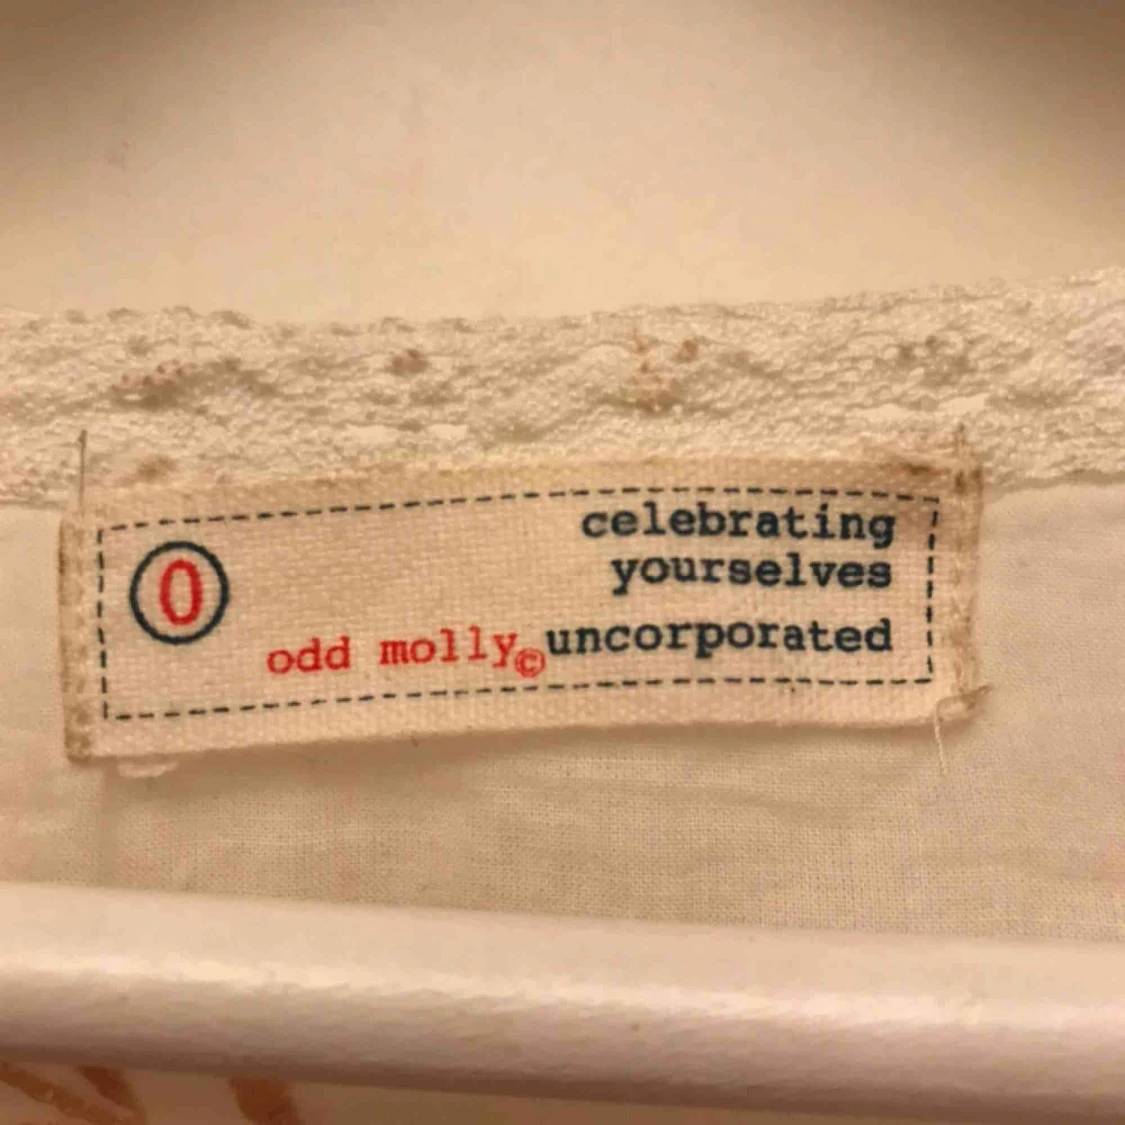 celebrating
yourselves
0
odd molly© uncorporated